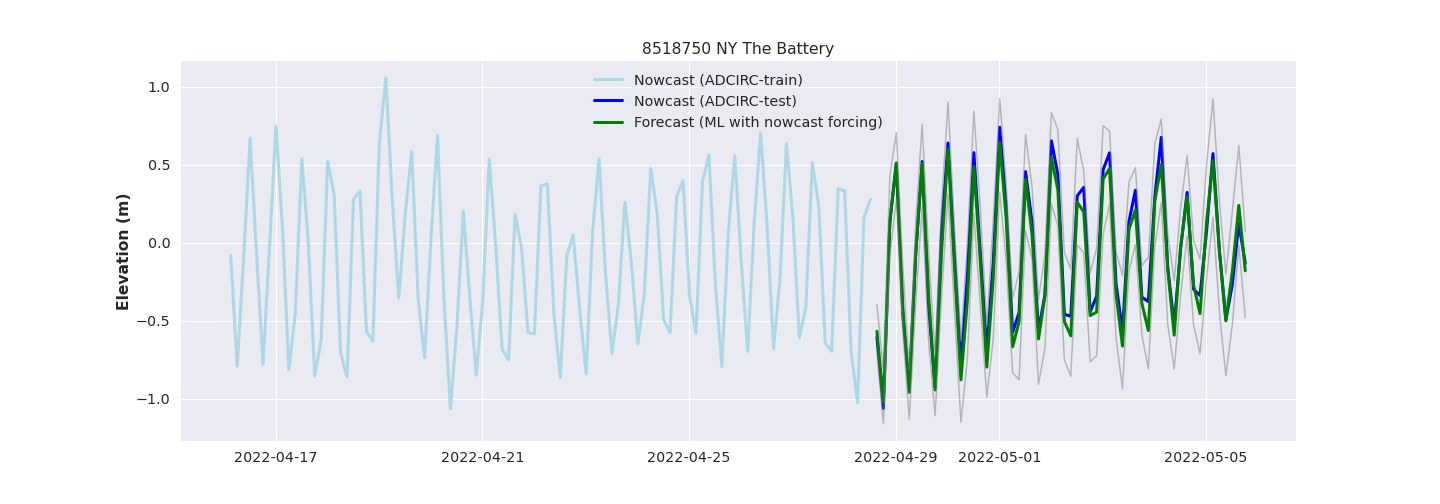 8518750 NY The Battery
Nowcast (ADCIRC-train)
Nowcast (ADCIRC-test)
Forecast (ML with nowcast forcing)
Elevation (m)
1.0
0.5
0.0
−0.5
−1.0
2022-04-17
2022-04-21
2022-04-25
2022-04-29
2022-05-01
2022-05-05